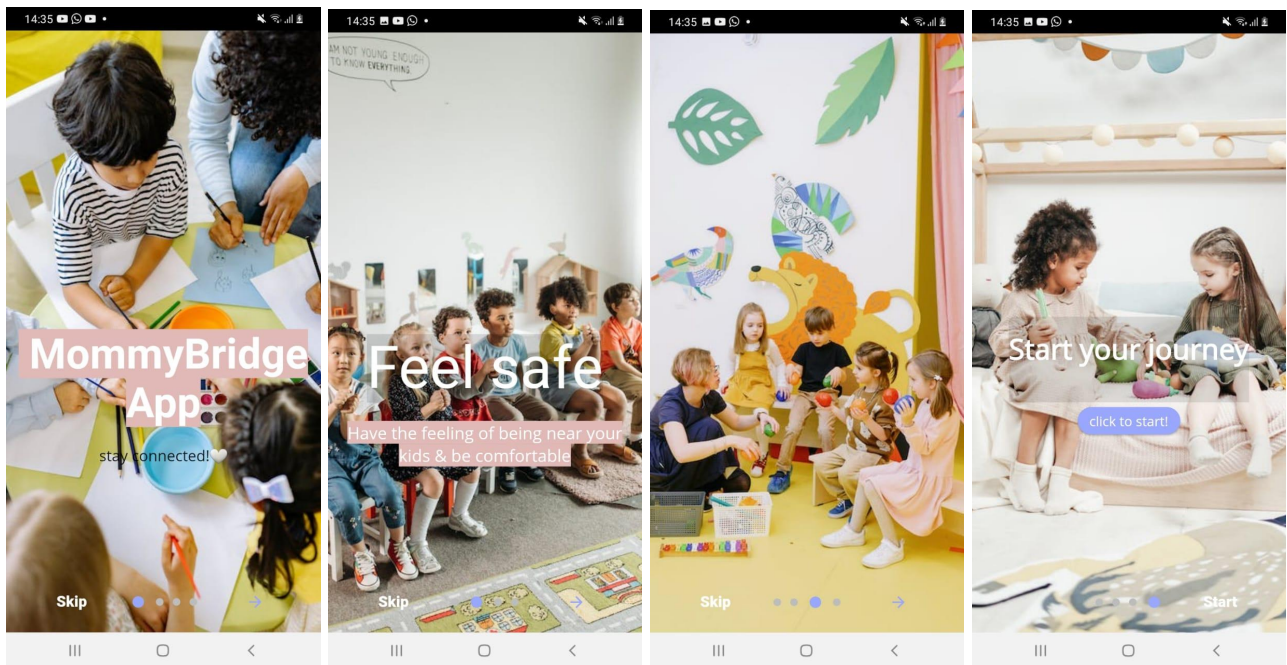 14:35
MommyBridge
App
stay connected!
Skip
14:35
AM NOT YOUNG ENOUGH
TO KNOW EVERYTHING
Feel safe
Have the feeling of being near your
kids & be comfortable
Skip
14:35
Skip
14:35
Start your journey
click to start!
Start